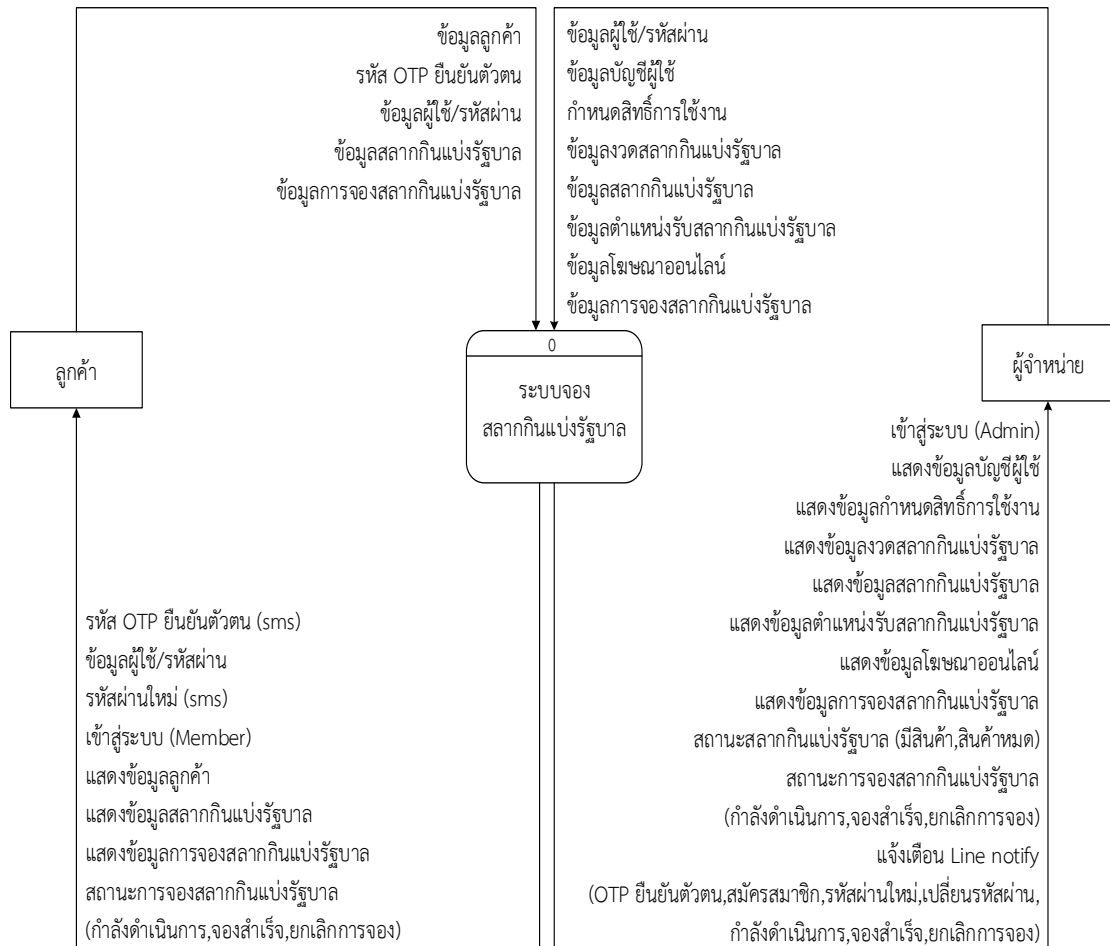 ข้อมูลลูกค้า
รหัส OTP ยืนยันตัวตน
ข้อมูลผู้ใช้/รหัสผ่าน
ข้อมูลสลากกินแบ่งรัฐบาล
ข้อมูลการจองสลากกินแบ่งรัฐบาล
ข้อมูลผู้ใช้/รหัสผ่าน
ข้อมูลบัญชีผู้ใช้
กำหนดสิทธิ์การใช้งาน
ข้อมูลงวดสลากกินแบ่งรัฐบาล
ข้อมูลสลากกินแบ่งรัฐบาล
ข้อมูลตำแหน่งรับสลากกินแบ่งรัฐบาล
ข้อมูลโฆษณาออนไลน์
ข้อมูลการจองสลากกินแบ่งรัฐบาล
ลูกค้า
0
ระบบจอง
สลากกินแบ่งรัฐบาล
ผู้จำหน่าย
รหัส OTP ยืนยันตัวตน (sms)
ข้อมูลผู้ใช้/รหัสผ่าน
รหัสผ่านใหม่ (sms)
เข้าสู่ระบบ (Member)
แสดงข้อมูลลูกค้า
แสดงข้อมูลสลากกินแบ่งรัฐบาล
แสดงข้อมูลการจองสลากกินแบ่งรัฐบาล
สถานะการจองสลากกินแบ่งรัฐบาล
(กำลังดำเนินการ,จองสำเร็จ,ยกเลิกการจอง)
เข้าสู่ระบบ (Admin)
แสดงข้อมูลบัญชีผู้ใช้
แสดงข้อมูลกำหนดสิทธิ์การใช้งาน
แสดงข้อมูลงวดสลากกินแบ่งรัฐบาล
แสดงข้อมูลสลากกินแบ่งรัฐบาล
แสดงข้อมูลตำแหน่งรับสลากกินแบ่งรัฐบาล
แสดงข้อมูลโฆษณาออนไลน์
แสดงข้อมูลการจองสลากกินแบ่งรัฐบาล
สถานะสลากกินแบ่งรัฐบาล (มีสินค้า,สินค้าหมด)
สถานะการจองสลากกินแบ่งรัฐบาล
(กำลังดำเนินการ,จองสำเร็จ,ยกเลิกการจอง)
แจ้งเตือน Line notify
(OTP ยืนยันตัวตน,สมัครสมาชิก,รหัสผ่านใหม่,เปลี่ยนรหัสผ่าน,
กำลังดำเนินการ,จองสำเร็จ,ยกเลิกการจอง)